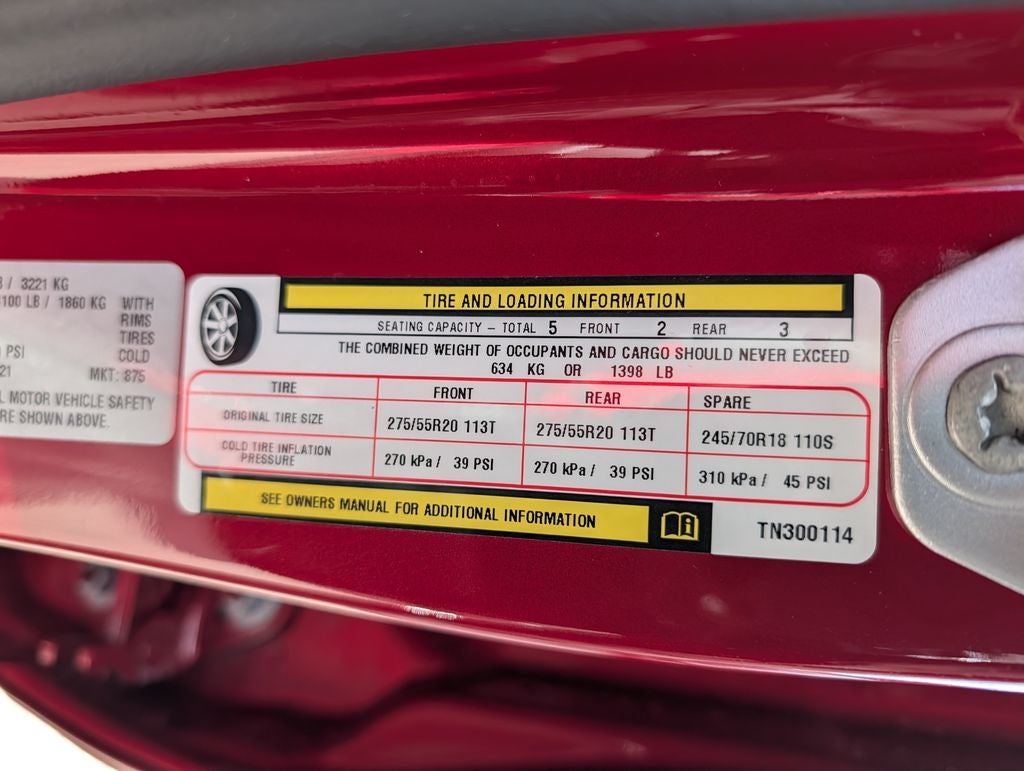 / 3221 KG
100 LB / 1860 KG WITH
RIMS
TIRES
PSI COLD
21 MKT: 875
MOTOR VEHICLE SAFETY
SHOWN ABOVE.
TIRE AND LOADING INFORMATION
SEATING CAPACITY – TOTAL 5 FRONT 2 REAR 3
THE COMBINED WEIGHT OF OCCUPANTS AND CARGO SHOULD NEVER EXCEED
634 KG OR 1398 LB
TIRE FRONT REAR SPARE
ORIGINAL TIRE SIZE 275/55R20 113T 275/55R20 113T 245/70R18 110S
COLD TIRE INFLATION
PRESSURE 270 kPa / 39 PSI 270 kPa / 39 PSI 310 kPa / 45 PSI
SEE OWNERS MANUAL FOR ADDITIONAL INFORMATION
TN300114